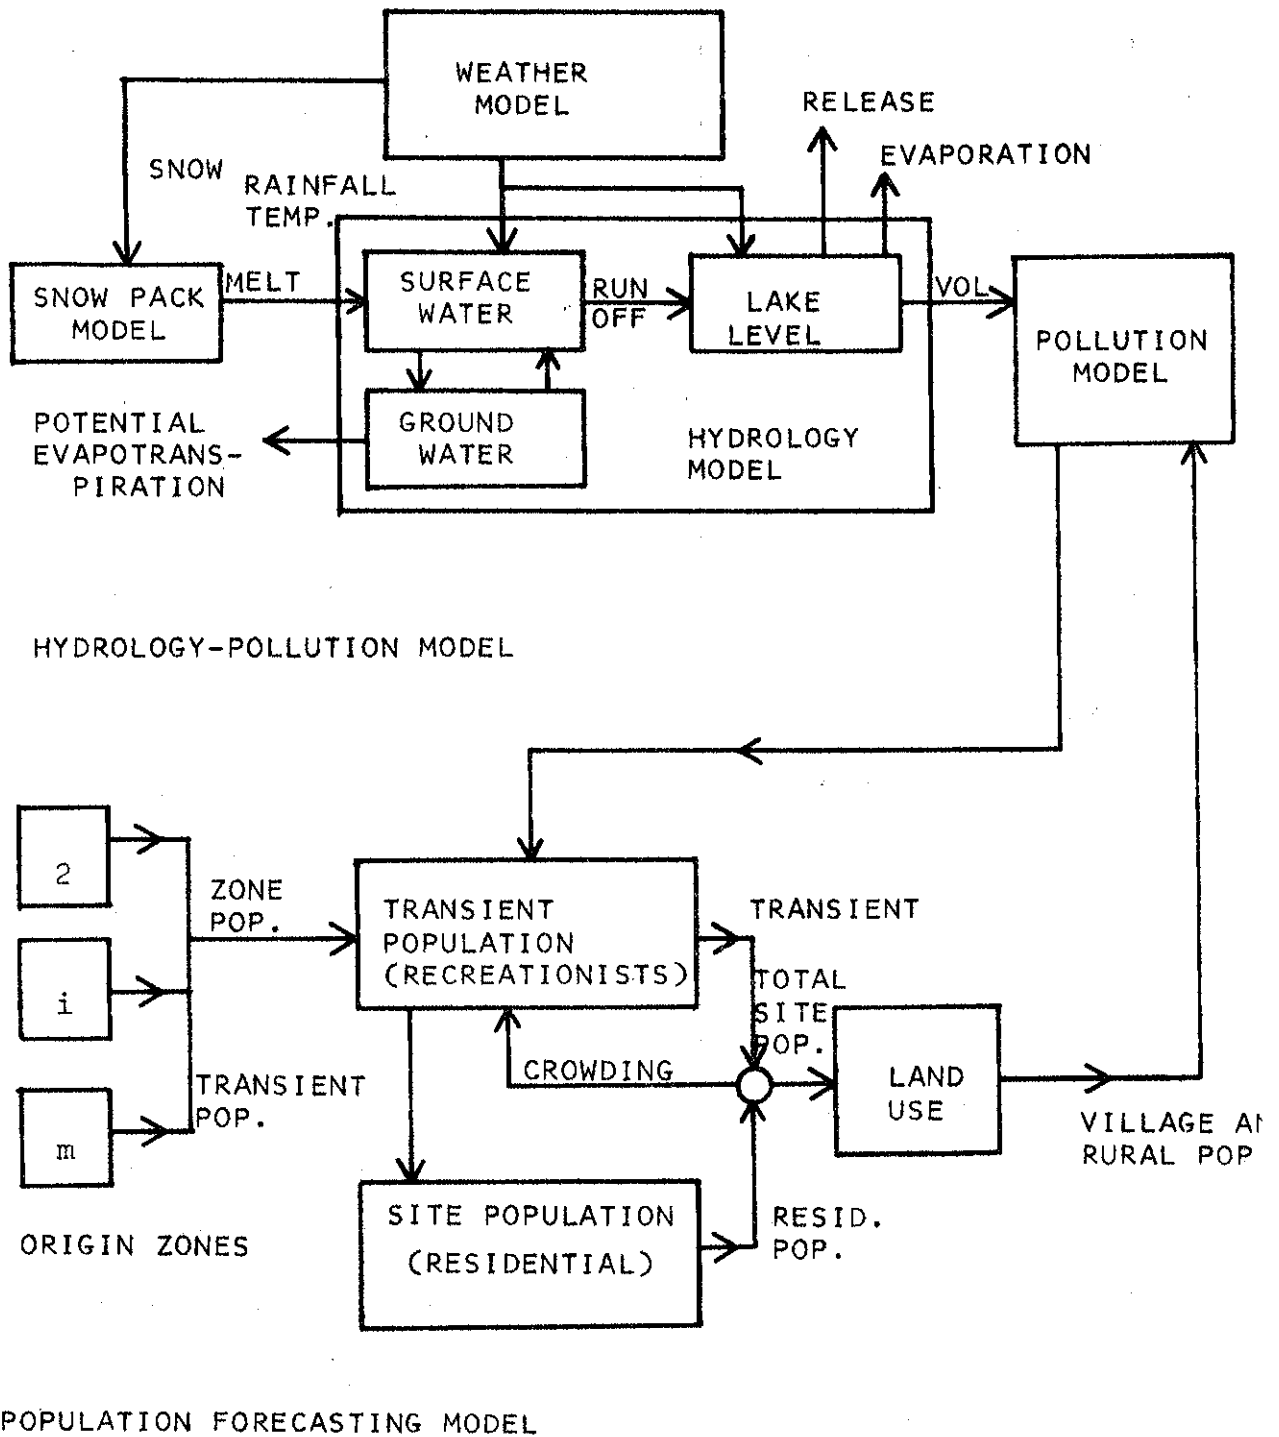 WEATHER
MODEL
RELEASE
EVAPORATION
SNOW
RAINFALL
TEMP.
SNOW PACK
MODEL
MELT
SURFACE
WATER
RUN
OFF
LAKE
LEVEL
VOL
POLLUTION
MODEL
POTENTIAL
EVAPOTRANS-
PIRATION
GROUND
WATER
HYDROLOGY
MODEL
HYDROLOGY-POLLUTION MODEL
2
i
m
ZONE
POP.
TRANSIENT
POP.
ORIGIN ZONES
TRANSIENT
POPULATION
(RECREATIONISTS)
TRANSIENT
TOTAL
SITE
POP.
CROWDING
LAND
USE
VILLAGE
RURAL POP
SITE POPULATION
(RESIDENTIAL)
RESID.
POP.
POPULATION FORECASTING MODEL